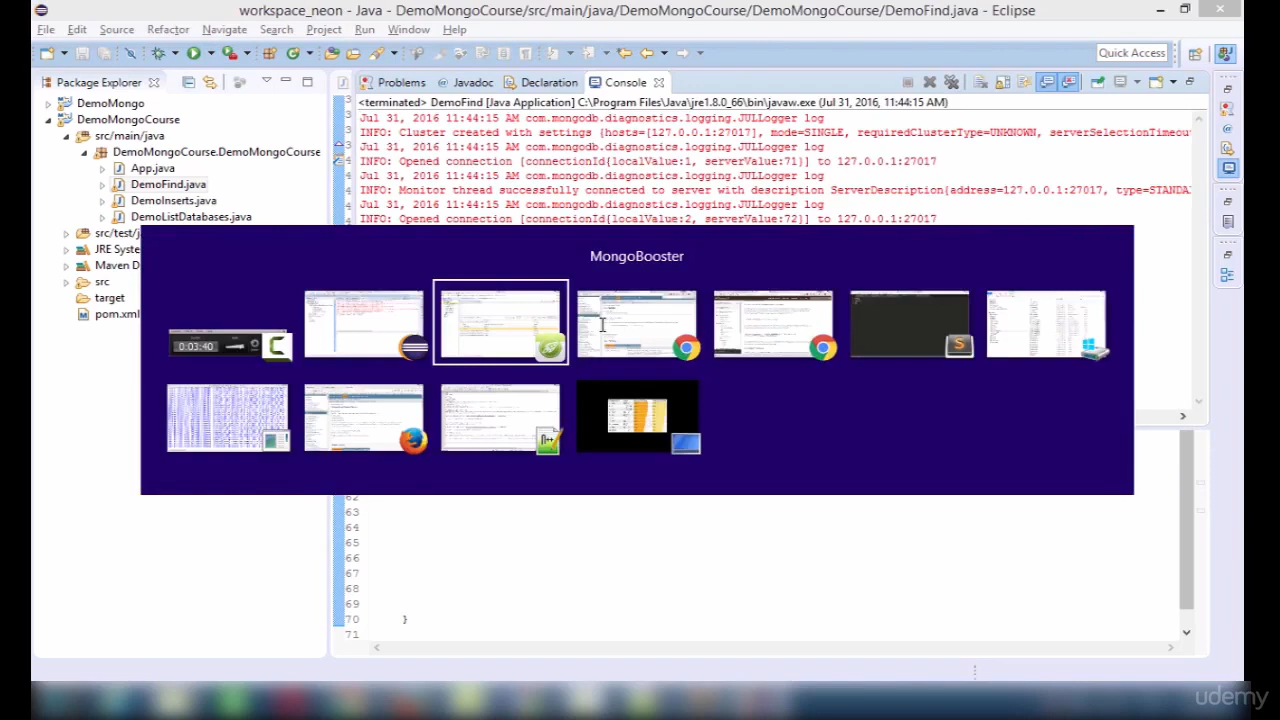 workspace_neon - Java - DemoMongoCourse/src/main/java/DemoMongoCourse/DemoMongoCourse/DemoFind.java - Eclipse
File Edit Source Refactor Navigate Search Project Run Window Help
Quick Access
Package Explorer
Problems Javadoc Declaration Console
DemoMongo
DemoMongoCourse
src/main/java
DemoMongoCourse.DemoMongoCourse
App.java
DemoFind.java
DemoInserts.java
DemoListDatabases.java
src/test/j
JRE Syste
Maven D
src
target
pom.xml
<terminated> DemoFind [Java Application] C:\Program Files\Java\jre1.8.0_66\bin\javaw.exe (Jul 31, 2016, 11:44:15 AM)
Jul 31, 2016 11:44:15 AM com.mongodb.diagnostics.logging.JULLogger log
INFO: Cluster created with settings {hosts=[127.0.0.1:27017], mode=SINGLE, requiredClusterType=UNKNOWN, serverSelectionTimeou
Jul 31, 2016 11:44:15 AM com.mongodb.diagnostics.logging.JULLogger log
INFO: Opened connection [connectionId{localValue:1, serverValue:71}] to 127.0.0.1:27017
Jul 31, 2016 11:44:15 AM com.mongodb.diagnostics.logging.JULLogger log
INFO: Monitor thread successfully connected to server with description ServerDescription{address=127.0.0.1:27017, type=STANDA
Jul 31, 2016 11:44:15 AM com.mongodb.diagnostics.logging.JULLogger log
INFO: Opened connection [connectionId{localValue:2, serverValue:72}] to 127.0.0.1:27017
MongoBooster
0:03:40
62
63
64
65
66
67
68
69
70 }
71
udemy